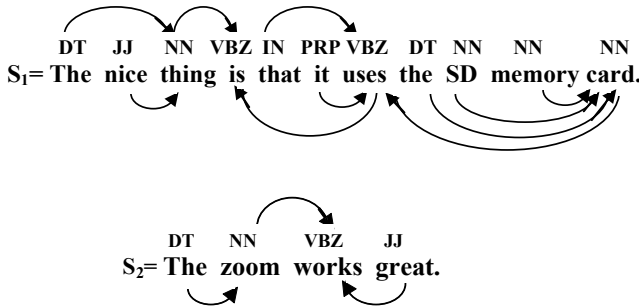 DT JJ NN VBZ IN PRP VBZ DT NN NN NN
S₁= The nice thing is that it uses the SD memory card.
DT NN VBZ JJ
S₂= The zoom works great.